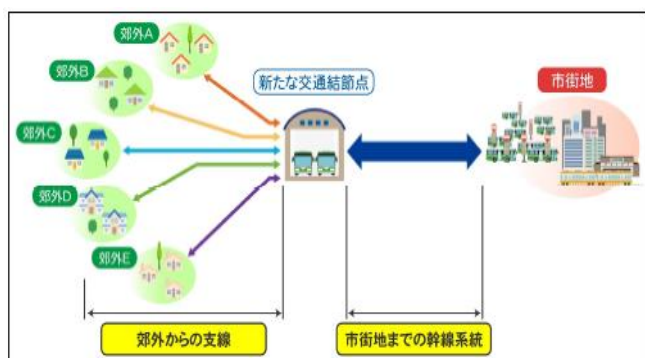 郊外A
郊外B
郊外C
郊外D
郊外E
新たな交通結節点
市街地
郊外からの支線
市街地までの幹線系統